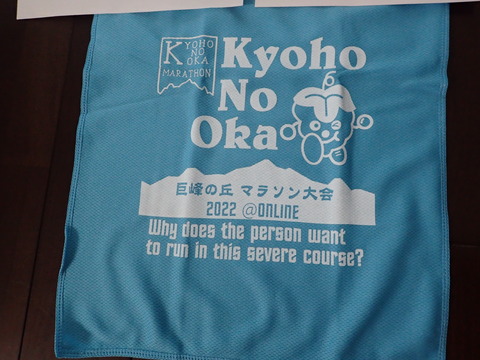 KYOHO
NO
OKA
MARATHON
Kyoho
No
Oka
巨峰の丘 マラソン大会
2022 @ONLINE
Why does the person want
to run in this severe course?